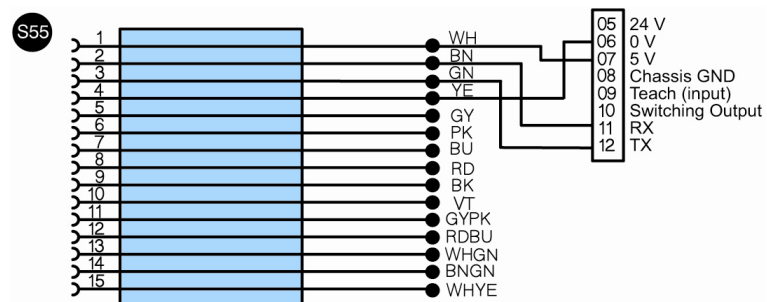 S55
1 WH
2 BN
3 GN
4 YE
5 GY
6 PK
7 BU
8 RD
9 BK
10 VT
11 GYPK
12 RDBU
13 WHGN
14 BNGN
15 WHYE
05 24 V
06 0 V
07 5 V
08 Chassis GND
09 Teach (input)
10 Switching Output
11 RX
12 TX